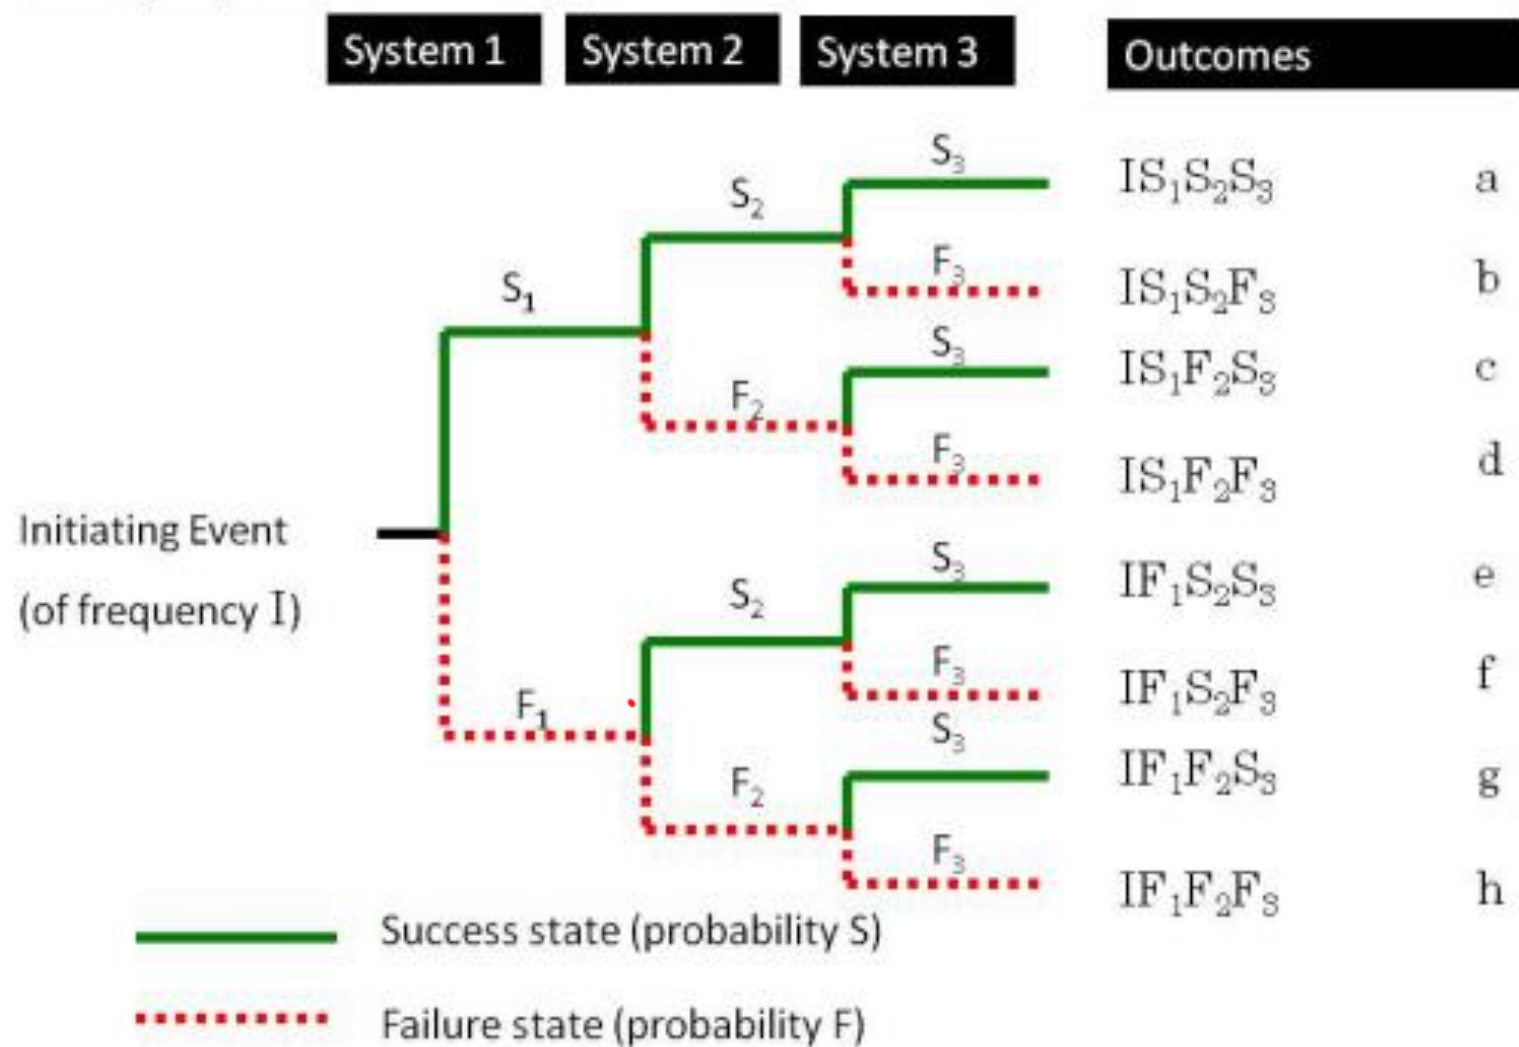 System 1 System 2 System 3 Outcomes
S₃ IS₁S₂S₃ a
S₂
F₃ IS₁S₂F₃ b
S₁
S₃ IS₁F₂S₃ c
F₂
F₃ IS₁F₂F₃ d
Initiating Event
(of frequency I)
S₃ IF₁S₂S₃ e
S₂
F₃ IF₁S₂F₃ f
F₁
S₃ IF₁F₂S₃ g
F₂
F₃ IF₁F₂F₃ h
Success state (probability S)
Failure state (probability F)